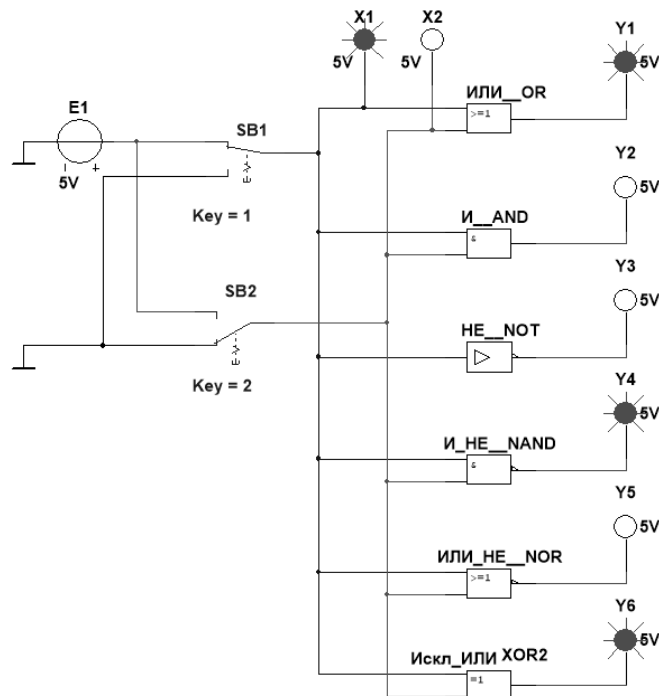 X1
X2
Y1
5V
5V
5V
ИЛИ__OR
>=1
E1
5V
SB1
Key = 1
Y2
5V
И__AND
&
SB2
Key = 2
Y3
5V
НЕ__NOT
Y4
5V
И_НЕ__NAND
&
Y5
5V
ИЛИ_НЕ__NOR
>=1
Y6
5V
Искл_ИЛИ XOR2
=1